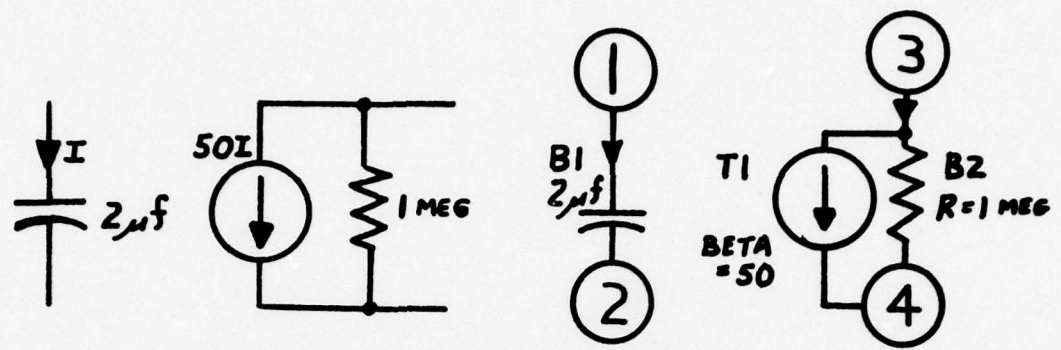 I
2μf
50I
1 MEG
1
B1
2μf
2
3
T1
BETA
= 50
B2
R=1 MEG
4